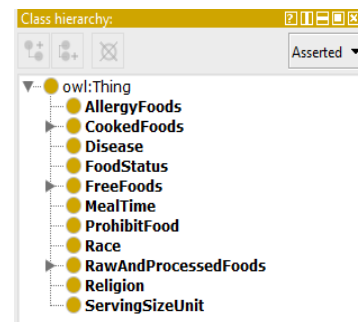 Class hierarchy:
Asserted
owl:Thing
AllergyFoods
CookedFoods
Disease
FoodStatus
FreeFoods
MealTime
ProhibitFood
Race
RawAndProcessedFoods
Religion
ServingSizeUnit